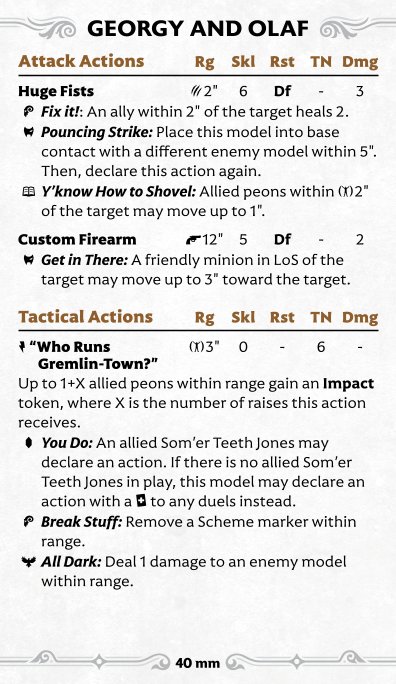 GEORGY AND OLAF
Attack Actions Rg Skl Rst TN Dmg
Huge Fists 2" 6 Df - 3
Fix it!: An ally within 2" of the target heals 2.
Pouncing Strike: Place this model into base
contact with a different enemy model within 5".
Then, declare this action again.
Y'know How to Shovel: Allied peons within 2"
of the target may move up to 1".
Custom Firearm 12" 5 Df - 2
Get in There: A friendly minion in LoS of the
target may move up to 3" toward the target.
Tactical Actions Rg Skl Rst TN Dmg
“Who Runs 3" 0 - 6 -
Gremlin-Town?”
Up to 1+X allied peons within range gain an Impact
token, where X is the number of raises this action
receives.
You Do: An allied Som’er Teeth Jones may
declare an action. If there is no allied Som’er
Teeth Jones in play, this model may declare an
action with a to any duels instead.
Break Stuff: Remove a Scheme marker within
range.
All Dark: Deal 1 damage to an enemy model
within range.
40 mm